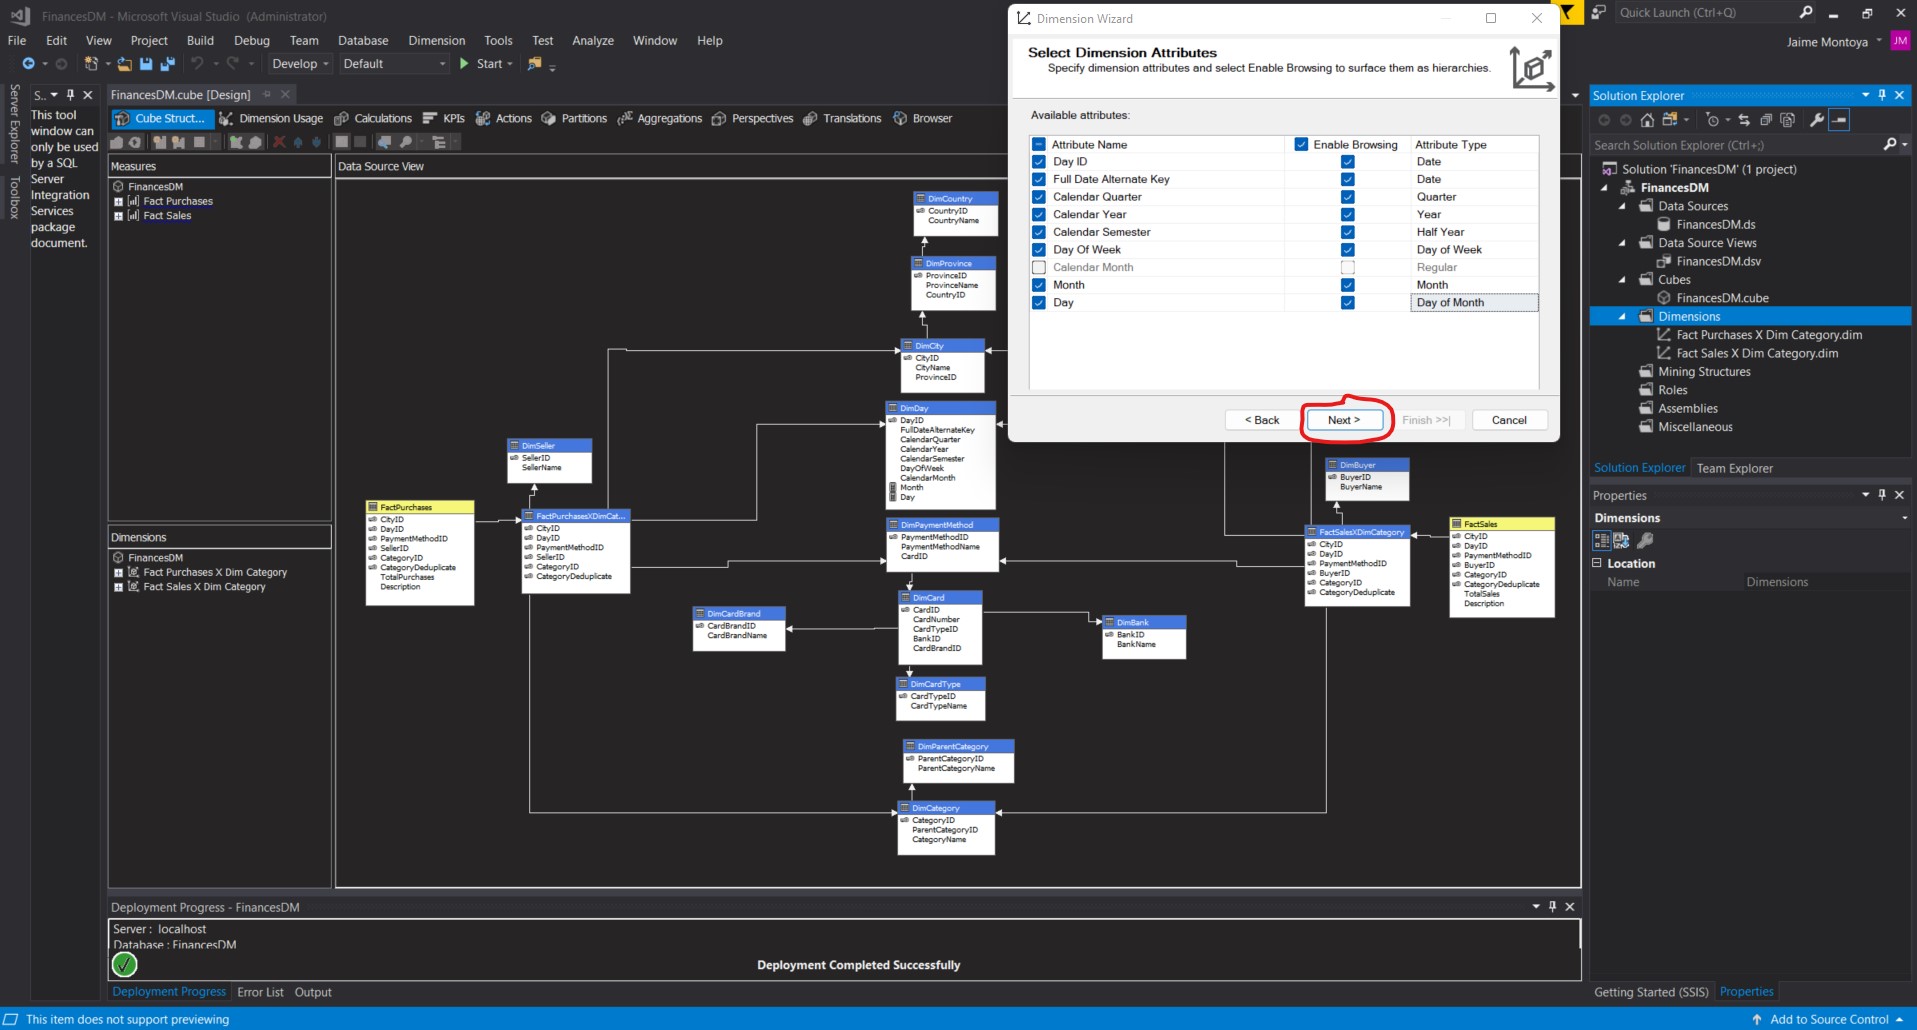 FinancesDM - Microsoft Visual Studio (Administrator)
Quick Launch (Ctrl+Q)
File Edit View Project Build Debug Team Database Dimension Tools Test Analyze Window Help
Jaime Montoya JM
Develop Default Start
Server Explorer
Toolbox
S..
This tool
window can
only be used
by a SQL
Server
Integration
Services
package
document.
FinancesDM.cube [Design]
Cube Struct... Dimension Usage Calculations KPIs Actions Partitions Aggregations Perspectives Translations Browser
Measures
FinancesDM
Fact Purchases
Fact Sales
Dimensions
FinancesDM
Fact Purchases X Dim Category
Fact Sales X Dim Category
Data Source View
DimCountry
CountryID
CountryName
DimProvince
ProvinceID
ProvinceName
CountryID
DimCity
CityID
CityName
ProvinceID
DimDay
DayID
FullDateAlternateKey
CalendarQuarter
CalendarYear
CalendarSemester
DayOfWeek
CalendarMonth
Month
Day
DimSeller
SellerID
SellerName
FactPurchases
CityID
DayID
PaymentMethodID
SellerID
CategoryID
CategoryDeduplicate
TotalPurchases
Description
FactPurchasesXDimCat...
CityID
DayID
PaymentMethodID
SellerID
CategoryID
CategoryDeduplicate
DimPaymentMethod
PaymentMethodID
PaymentMethodName
CardID
DimCard
CardID
CardNumber
CardTypeID
BankID
CardBrandID
DimCardBrand
CardBrandID
CardBrandName
DimBank
BankID
BankName
DimCardType
CardTypeID
CardTypeName
DimParentCategory
ParentCategoryID
ParentCategoryName
DimCategory
CategoryID
ParentCategoryID
CategoryName
DimBuyer
BuyerID
BuyerName
FactSalesXDimCategory
CityID
DayID
PaymentMethodID
BuyerID
CategoryID
CategoryDeduplicate
FactSales
CityID
DayID
PaymentMethodID
BuyerID
CategoryID
CategoryDeduplicate
TotalSales
Description
Dimension Wizard
Select Dimension Attributes
Specify dimension attributes and select Enable Browsing to surface them as hierarchies.
Available attributes:
Attribute Name Enable Browsing Attribute Type
Day ID Date
Full Date Alternate Key Date
Calendar Quarter Quarter
Calendar Year Year
Calendar Semester Half Year
Day Of Week Day of Week
Calendar Month Regular
Month Month
Day Day of Month
< Back Next > Finish >>| Cancel
Solution Explorer
Search Solution Explorer (Ctrl+;)
Solution 'FinancesDM' (1 project)
FinancesDM
Data Sources
FinancesDM.ds
Data Source Views
FinancesDM.dsv
Cubes
FinancesDM.cube
Dimensions
Fact Purchases X Dim Category.dim
Fact Sales X Dim Category.dim
Mining Structures
Roles
Assemblies
Miscellaneous
Solution Explorer Team Explorer
Properties
Dimensions
Location
Name Dimensions
Getting Started (SSIS) Properties
Deployment Progress - FinancesDM
Server : localhost
Database : FinancesDM
Deployment Completed Successfully
Deployment Progress Error List Output
This item does not support previewing
Add to Source Control